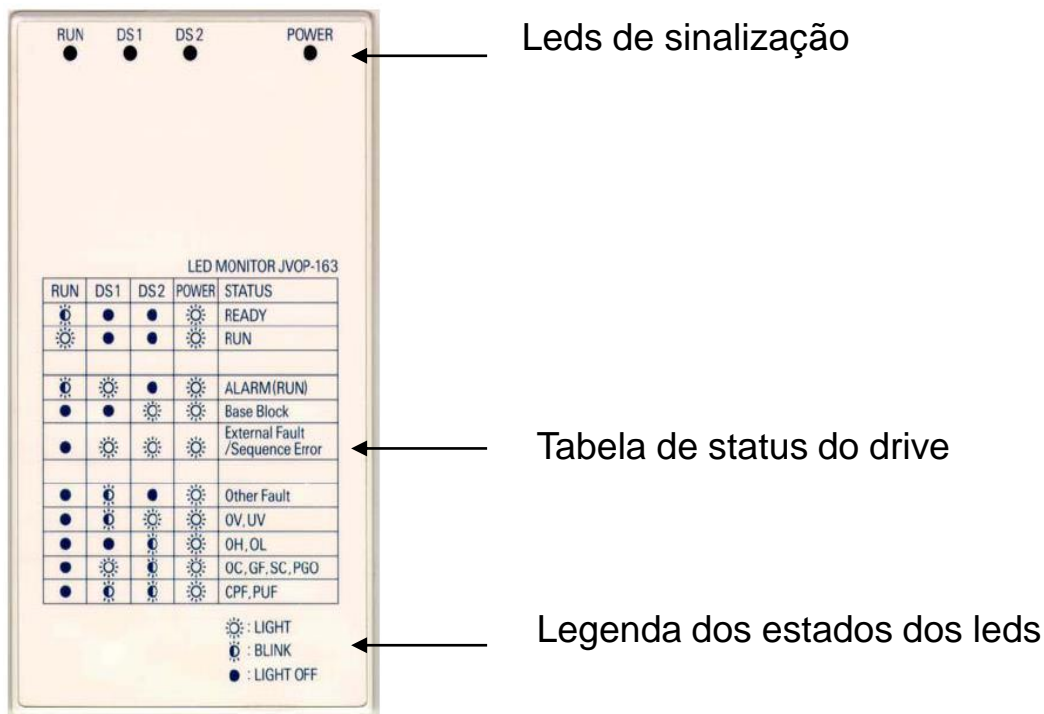 RUN DS1 DS2 POWER
Leds de sinalização
LED MONITOR JVOP-163
RUN DS1 DS2 POWER STATUS
READY
RUN
ALARM(RUN)
Base Block
External Fault
/Sequence Error
Tabela de status do drive
Other Fault
OV,UV
OH,OL
OC,GF,SC,PGO
CPF,PUF
: LIGHT
: BLINK
: LIGHT OFF
Legenda dos estados dos leds